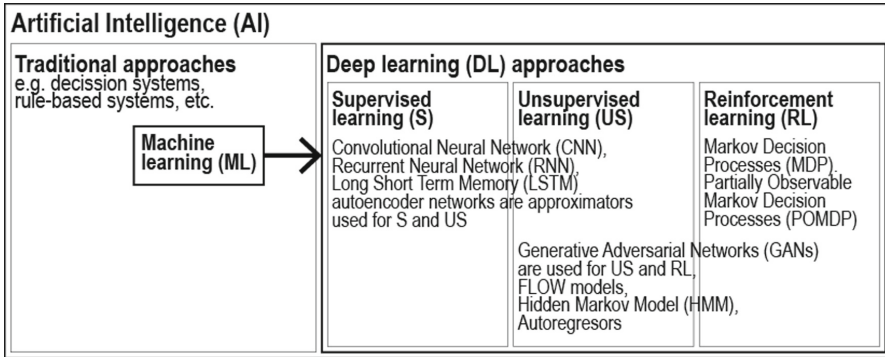 Artificial Intelligence (AI)
Traditional approaches
e.g. decission systems,
rule-based systems, etc.
Machine
learning (ML)
Deep learning (DL) approaches
Supervised
learning (S)
Unsupervised
learning (US)
Reinforcement
learning (RL)
Convolutional Neural Network (CNN),
Recurrent Neural Network (RNN),
Long Short Term Memory (LSTM)
autoencoder networks are approximators
used for S and US
Markov Decision
Processes (MDP).
Partially Observable
Markov Decision
Processes (POMDP)
Generative Adversarial Networks (GANs)
are used for US and RL,
FLOW models,
Hidden Markov Model (HMM),
Autoregresors